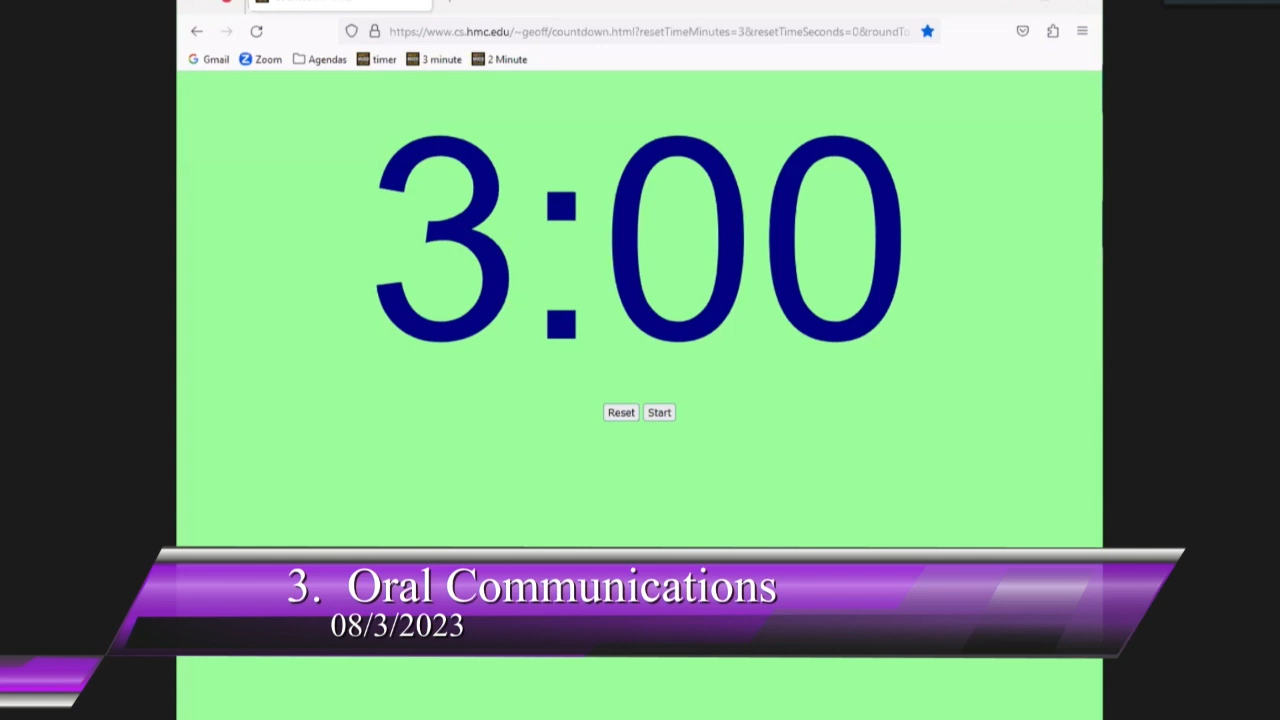 https://www.cs.hmc.edu/~geoff/countdown.html?resetTimeMinutes=3&resetTimeSeconds=0&roundTo
Gmail Zoom Agendas timer 3 minute 2 Minute
3:00
Reset Start
3. Oral Communications
08/3/2023